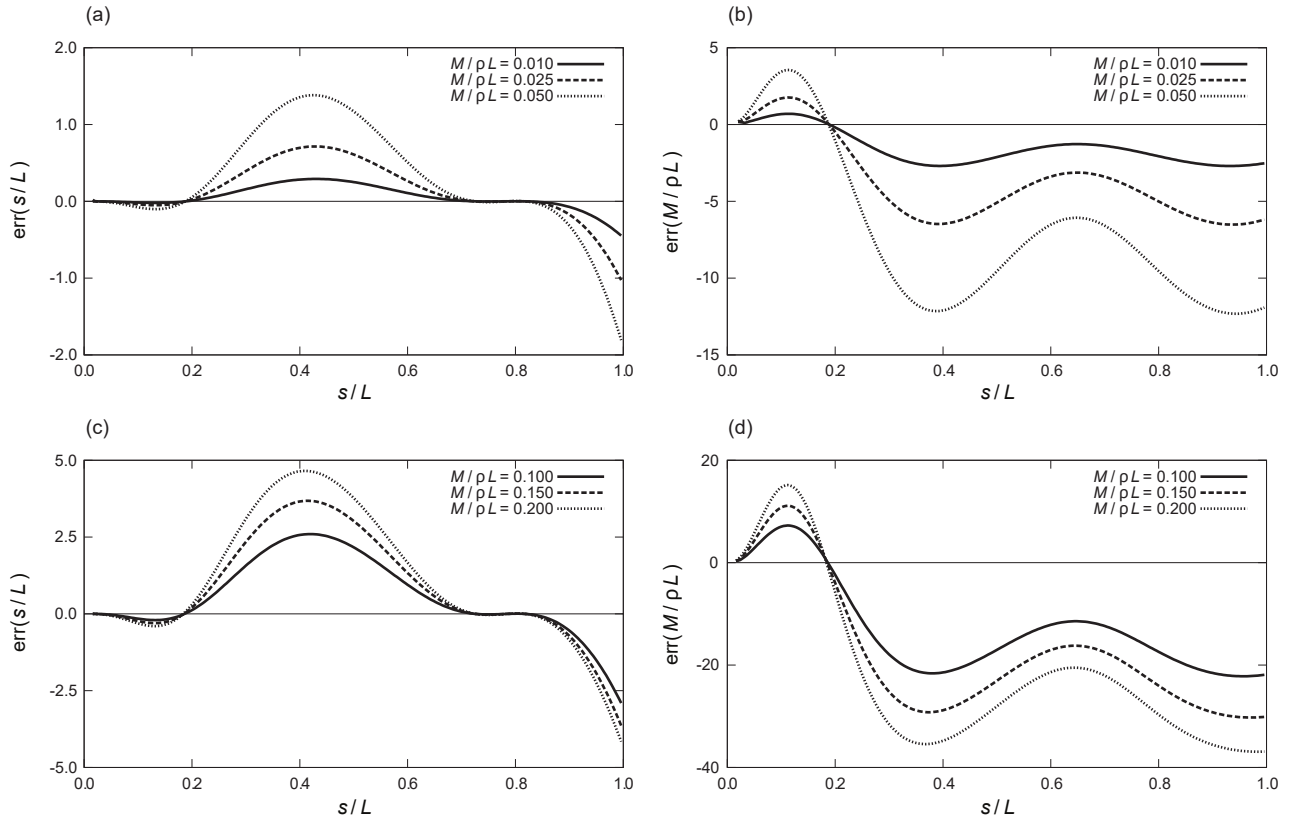 (a)
2.0
1.0
0.0
-1.0
-2.0
err( s / L )
0.0 0.2 0.4 0.6 0.8 1.0
s / L
M / ρ L = 0.010
M / ρ L = 0.025
M / ρ L = 0.050
(b)
5
0
-5
-10
-15
err( M / ρ L )
0.0 0.2 0.4 0.6 0.8 1.0
s / L
M / ρ L = 0.010
M / ρ L = 0.025
M / ρ L = 0.050
(c)
5.0
2.5
0.0
-2.5
-5.0
err( s / L )
0.0 0.2 0.4 0.6 0.8 1.0
s / L
M / ρ L = 0.100
M / ρ L = 0.150
M / ρ L = 0.200
(d)
20
0
-20
-40
err( M / ρ L )
0.0 0.2 0.4 0.6 0.8 1.0
s / L
M / ρ L = 0.100
M / ρ L = 0.150
M / ρ L = 0.200